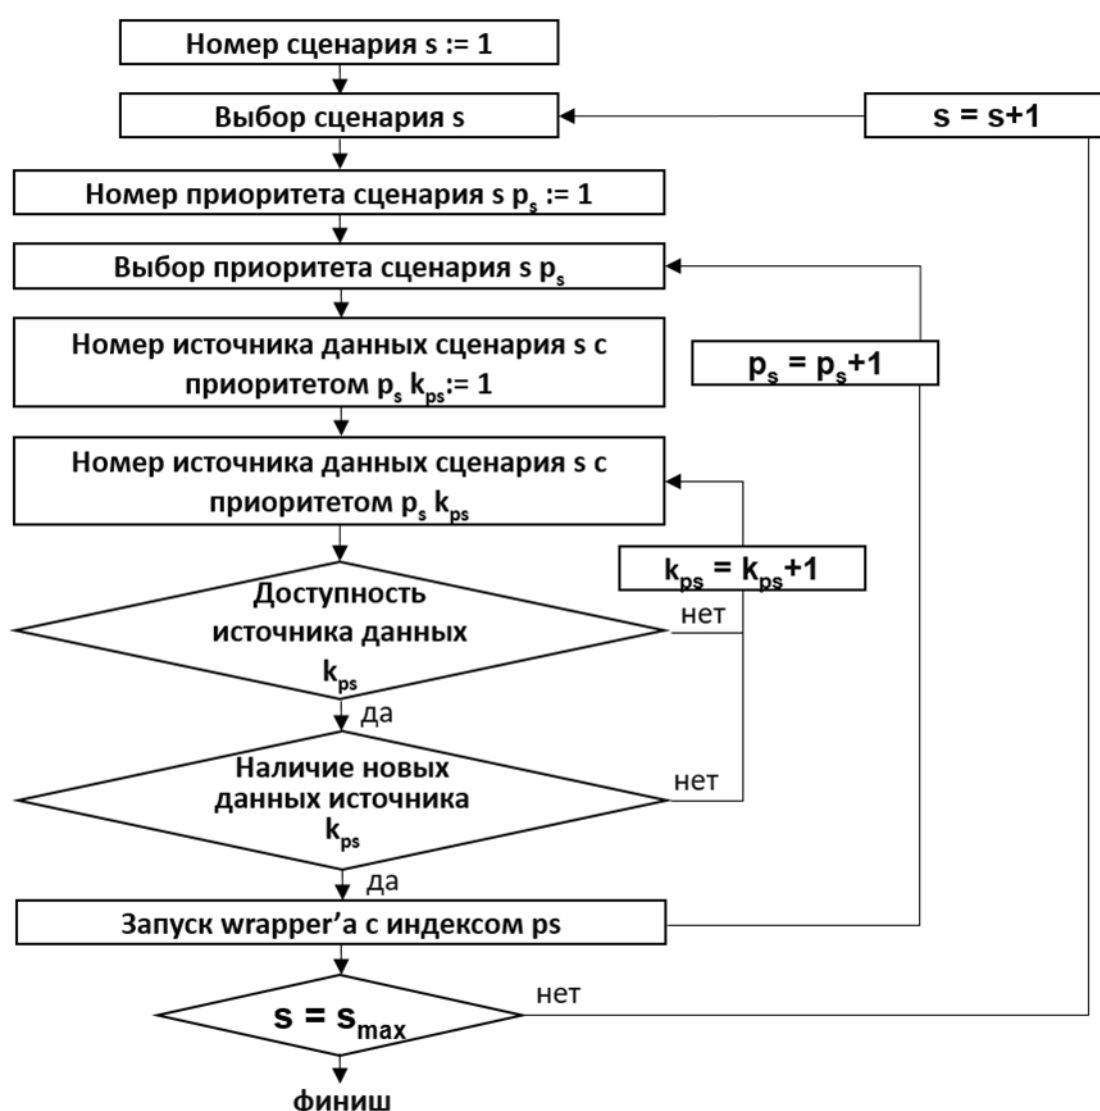 Номер сценария s := 1
Выбор сценария s
s = s+1
Номер приоритета сценария s pₛ := 1
Выбор приоритета сценария s pₛ
Номер источника данных сценария s с
приоритетом pₛ kₚₛ:= 1
pₛ = pₛ+1
Номер источника данных сценария s с
приоритетом pₛ kₚₛ
kₚₛ = kₚₛ+1
Доступность
источника данных
kₚₛ
нет
да
Наличие новых
данных источника
kₚₛ
нет
да
Запуск wrapper’а с индексом ps
s = sₘₐₓ
нет
финиш